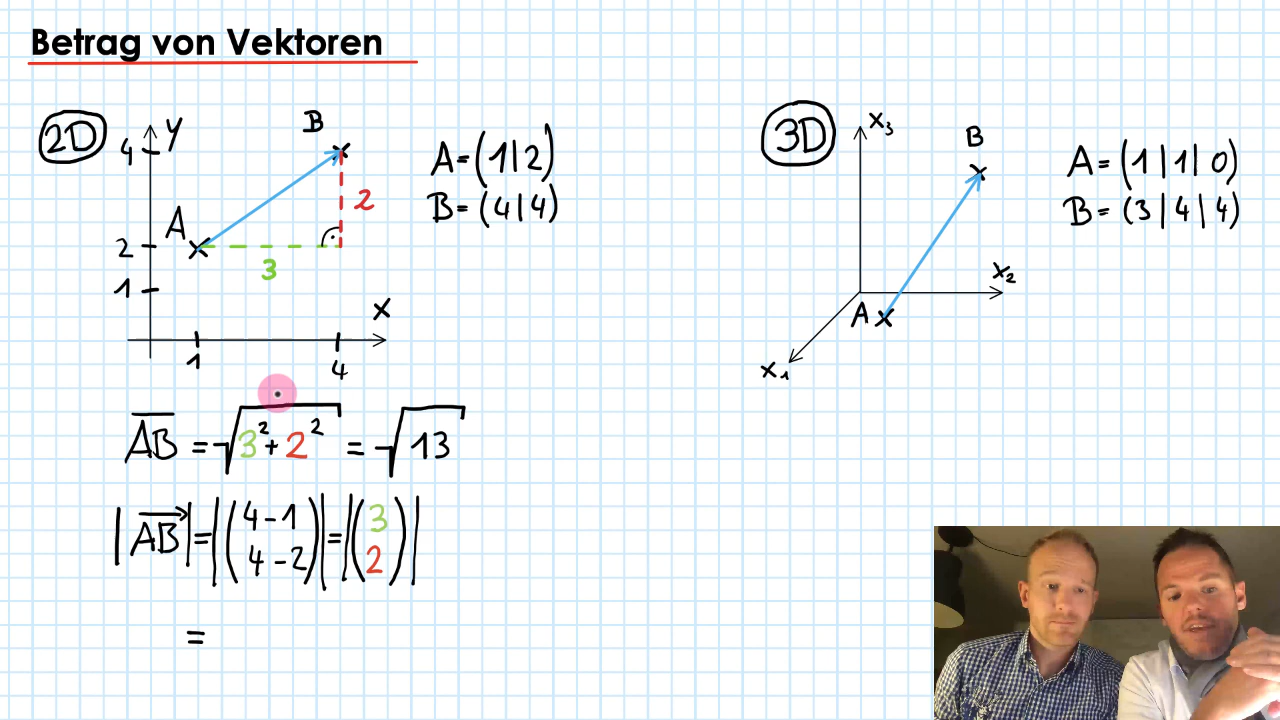 Betrag von Vektoren
2D
y
4
2
1
1
4
x
A
B
3
2
A=(1|2)
B=(4|4)
AB = √3²+2² = √13
|AB| = |(4-1 4-2)| = |(3 2)|
=
3D
x₃
x₂
x₁
A
B
A=(1|1|0)
B=(3|4|4)